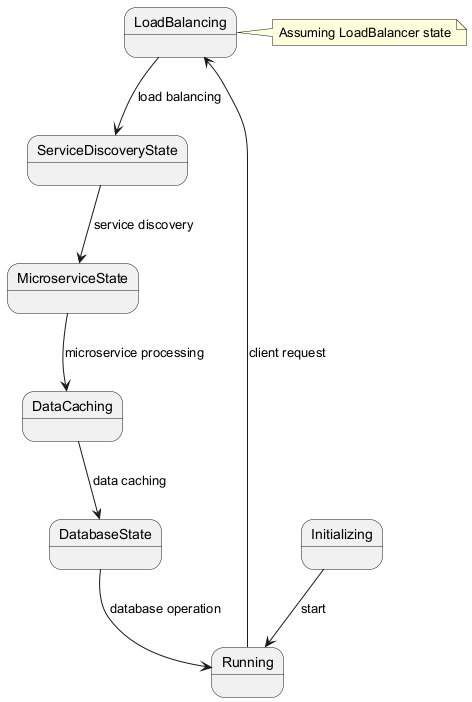 LoadBalancing
Assuming LoadBalancer state
load balancing
ServiceDiscoveryState
service discovery
MicroserviceState
microservice processing
client request
DataCaching
data caching
DatabaseState
Initializing
database operation
start
Running